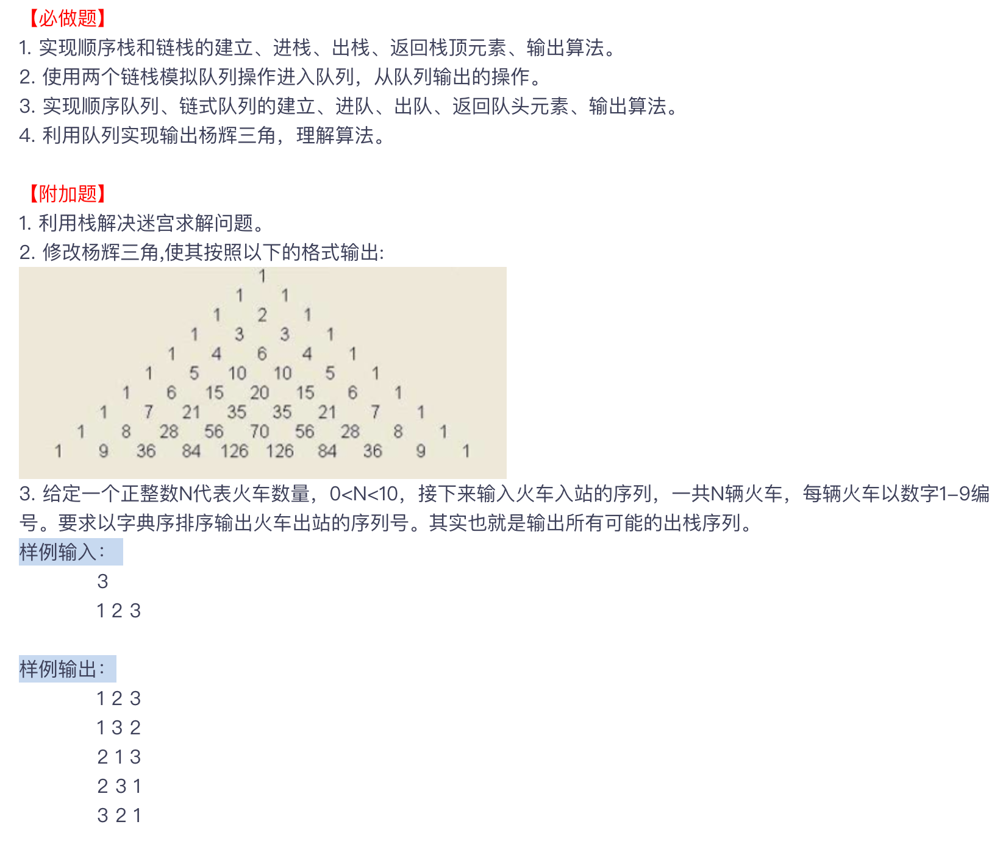 【必做题】
1. 实现顺序栈和链栈的建立、进栈、出栈、返回栈顶元素、输出算法。
2. 使用两个链栈模拟队列操作进入队列，从队列输出的操作。
3. 实现顺序队列、链式队列的建立、进队、出队、返回队头元素、输出算法。
4. 利用队列实现输出杨辉三角，理解算法。
【附加题】
1. 利用栈解决迷宫求解问题。
2. 修改杨辉三角,使其按照以下的格式输出:
1
1 1
1 2 1
1 3 3 1
1 4 6 4 1
1 5 10 10 5 1
1 6 15 20 15 6 1
1 7 21 35 35 21 7 1
1 8 28 56 70 56 28 8 1
1 9 36 84 126 126 84 36 9 1
3. 给定一个正整数N代表火车数量，0<N<10，接下来输入火车入站的序列，一共N辆火车，每辆火车以数字1–9编
号。要求以字典序排序输出火车出站的序列号。其实也就是输出所有可能的出栈序列。
样例输入：
3
1 2 3
样例输出：
1 2 3
1 3 2
2 1 3
2 3 1
3 2 1